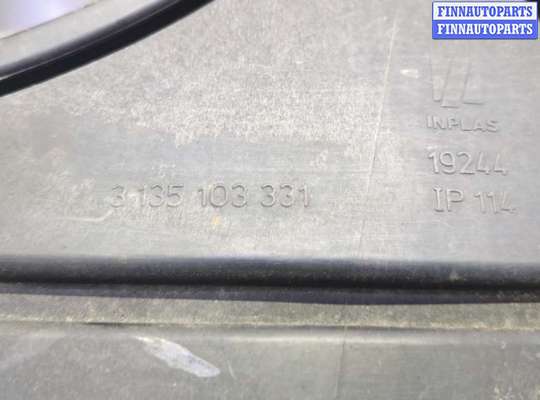 FINNAUTOPARTS
FINNAUTOPARTS
INPLAS
19244
3 135 103 331
IP 114